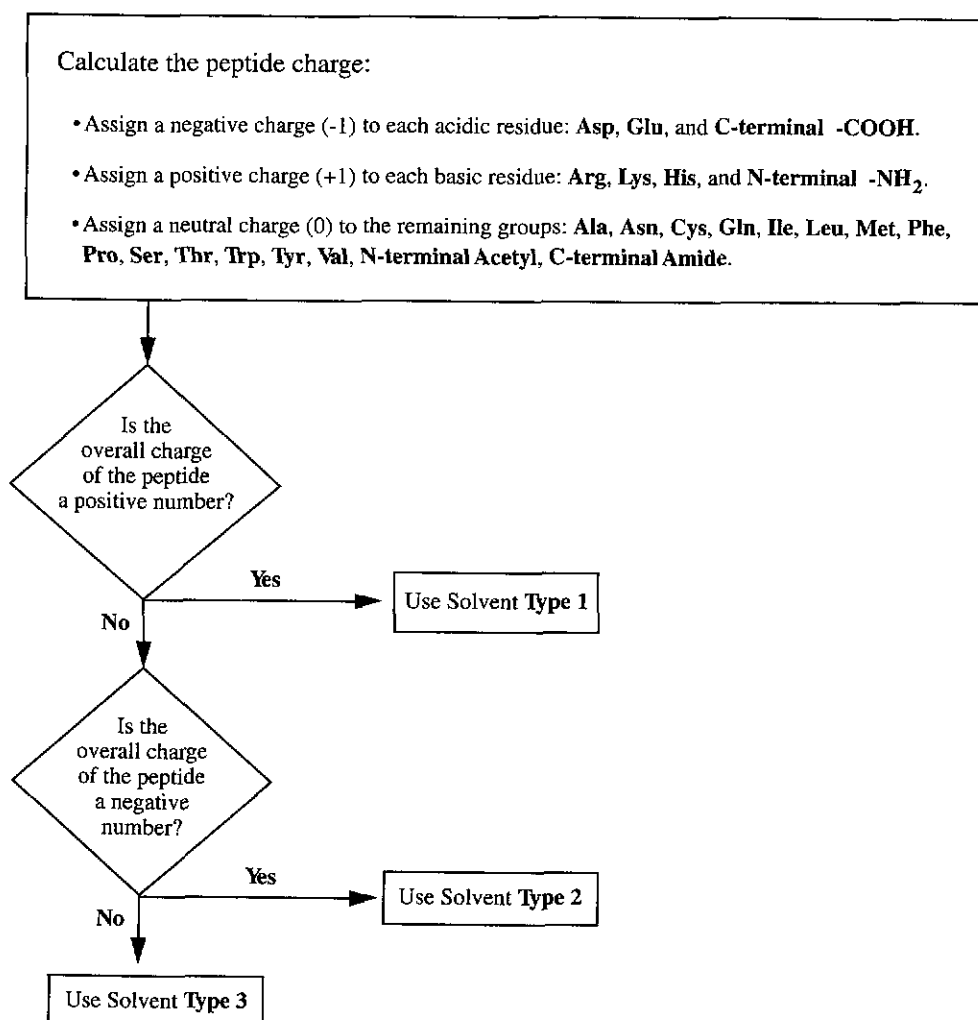 Calculate the peptide charge:
• Assign a negative charge (-1) to each acidic residue: Asp, Glu, and C-terminal -COOH.
• Assign a positive charge (+1) to each basic residue: Arg, Lys, His, and N-terminal -NH₂.
• Assign a neutral charge (0) to the remaining groups: Ala, Asn, Cys, Gln, Ile, Leu, Met, Phe,
Pro, Ser, Thr, Trp, Tyr, Val, N-terminal Acetyl, C-terminal Amide.
Is the
overall charge
of the peptide
a positive number?
Yes
Use Solvent Type 1
No
Is the
overall charge
of the peptide
a negative
number?
Yes
Use Solvent Type 2
No
Use Solvent Type 3